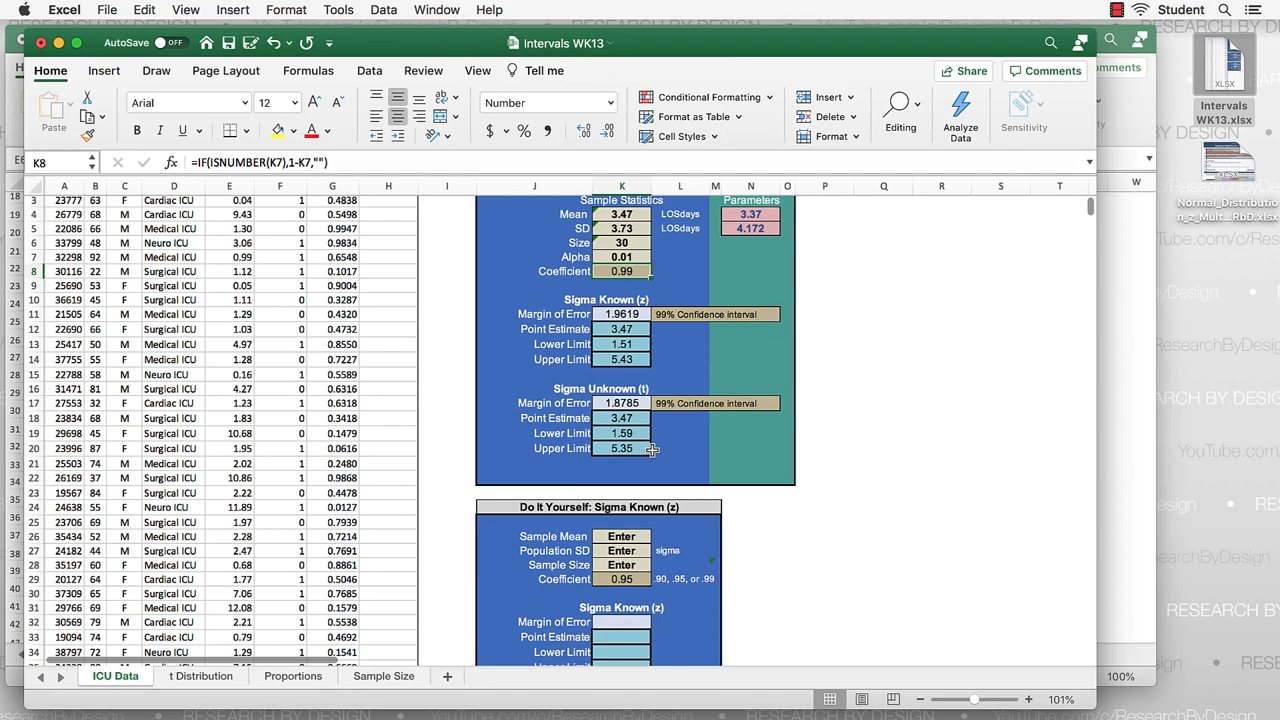 Excel File Edit View Insert Format Tools Data Window Help Student
AutoSave OFF Intervals WK13
Home Insert Draw Page Layout Formulas Data Review View Tell me Share Comments
Paste Arial 12 Number Conditional Formatting Format as Table Cell Styles Insert Delete Format Editing Analyze Data Sensitivity
K8 fx =IF(ISNUMBER(K7),1-K7,"")
A B C D E F G H I J K L M N O P Q R S T W
Sample Statistics Parameters
3 23777 63 F Cardiac ICU 0.04 1 0.4838
4 26779 68 M Cardiac ICU 9.43 0 0.5498 Mean 3.47 LOSdays 3.37
5 22086 66 M Medical ICU 1.30 0 0.9947 SD 3.73 LOSdays 4.172
6 33799 48 M Neuro ICU 3.06 1 0.9834 Size 30
7 32298 92 M Medical ICU 0.99 1 0.6548 Alpha 0.01
8 30116 22 M Surgical ICU 1.12 0 0.1017 Coefficient 0.99
9 25690 53 F Surgical ICU 0.05 1 0.9004
10 36619 45 F Surgical ICU 1.11 0 0.3287 Sigma Known (z)
11 21505 64 M Medical ICU 1.29 0 0.4320 Margin of Error 1.9619 99% Confidence interval
12 22690 66 F Surgical ICU 1.03 0 0.4732 Point Estimate 3.47
13 25417 50 M Surgical ICU 4.97 1 0.8550 Lower Limit 1.51
14 37755 55 F Medical ICU 1.28 0 0.7227 Upper Limit 5.43
15 28788 58 M Neuro ICU 0.16 1 0.5589
16 31471 81 M Surgical ICU 4.27 0 0.6316 Sigma Unknown (t)
17 27553 32 F Cardiac ICU 1.23 1 0.6318 Margin of Error 1.8785 99% Confidence interval
18 23834 68 M Surgical ICU 1.83 0 0.3418 Point Estimate 3.47
19 29698 45 F Surgical ICU 10.68 0 0.1479 Lower Limit 1.59
20 23996 87 F Surgical ICU 1.95 1 0.0616 Upper Limit 5.35
21 25503 74 M Medical ICU 2.02 0 0.2480
22 26169 37 M Surgical ICU 10.86 0 0.9868
23 19567 84 F Surgical ICU 2.22 0 0.4478
24 24638 55 F Neuro ICU 11.89 1 0.0127 Do It Yourself: Sigma Known (z)
25 23706 69 M Surgical ICU 1.97 0 0.7939
26 35434 52 M Medical ICU 2.28 1 0.7214 Sample Mean Enter
27 24182 44 M Surgical ICU 2.47 1 0.7691 Population SD Enter sigma
28 35197 60 F Medical ICU 0.68 0 0.8861 Sample Size Enter
29 20127 64 F Cardiac ICU 1.77 1 0.5046 Coefficient 0.95 .90, .95, or .99
30 37309 65 F Surgical ICU 7.06 1 0.7685
31 29766 69 F Medical ICU 12.08 0 0.1579 Sigma Known (z)
32 30569 79 M Cardiac ICU 2.21 1 0.5538 Margin of Error
33 19094 74 F Medical ICU 0.79 0 0.4692 Point Estimate
34 38797 72 F Neuro ICU 1.29 1 0.9641 Lower Limit
ICU Data t Distribution Proportions Sample Size
101%
100%
XLSX
Intervals WK13.xlsx
Normal_Distribution_z_Mult...RbD.xlsx
RESEARCH BY DESIGN